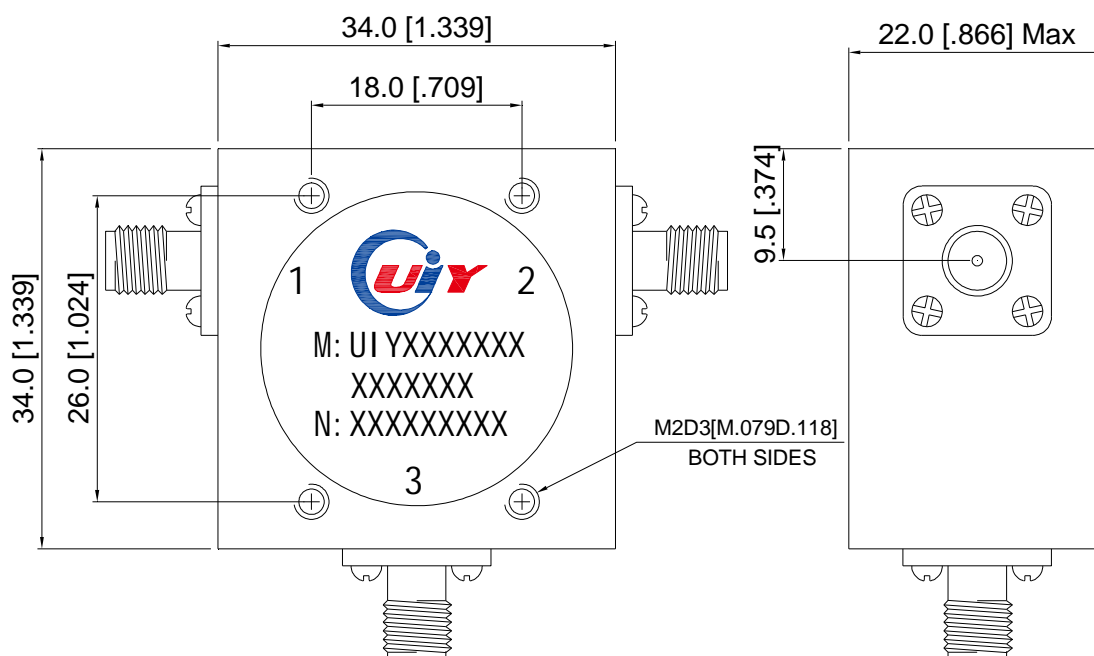 34.0 [1.339]
22.0 [.866] Max
18.0 [.709]
9.5 [.374]
34.0 [1.339]
26.0 [1.024]
1
UiY
2
M: UIYXXXXXXX
XXXXXXX
N: XXXXXXXXX
3
M2D3[M.079D.118]
BOTH SIDES